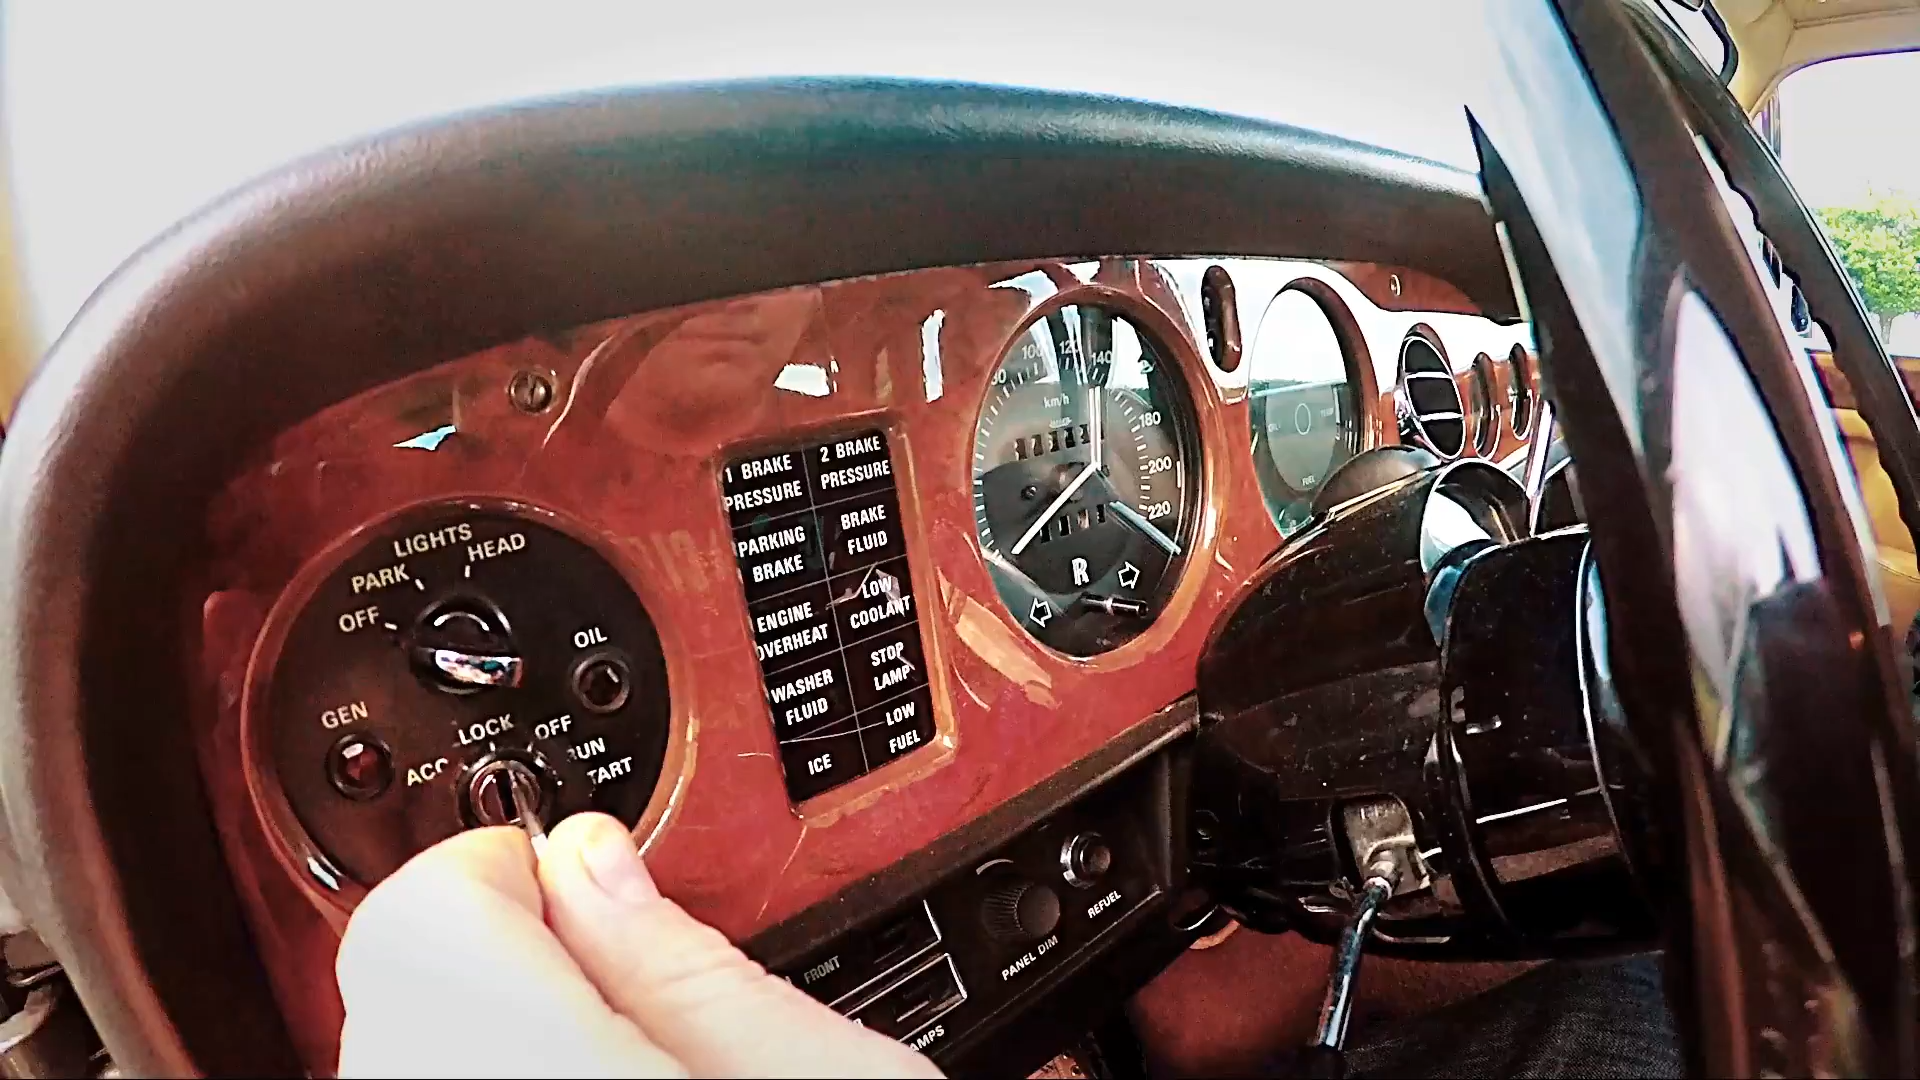 LIGHTS
HEAD
PARK
OFF
OIL
GEN
LOCK
OFF
ACC
RUN
TART
1 BRAKE
PRESSURE
2 BRAKE
PRESSURE
PARKING
BRAKE
BRAKE
FLUID
ENGINE
OVERHEAT
LOW
COOLANT
WASHER
FLUID
STOP
LAMP
ICE
LOW
FUEL
100
120
140
180
200
220
km/h
R
FUEL
FRONT
AMPS
PANEL DIM
REFUEL